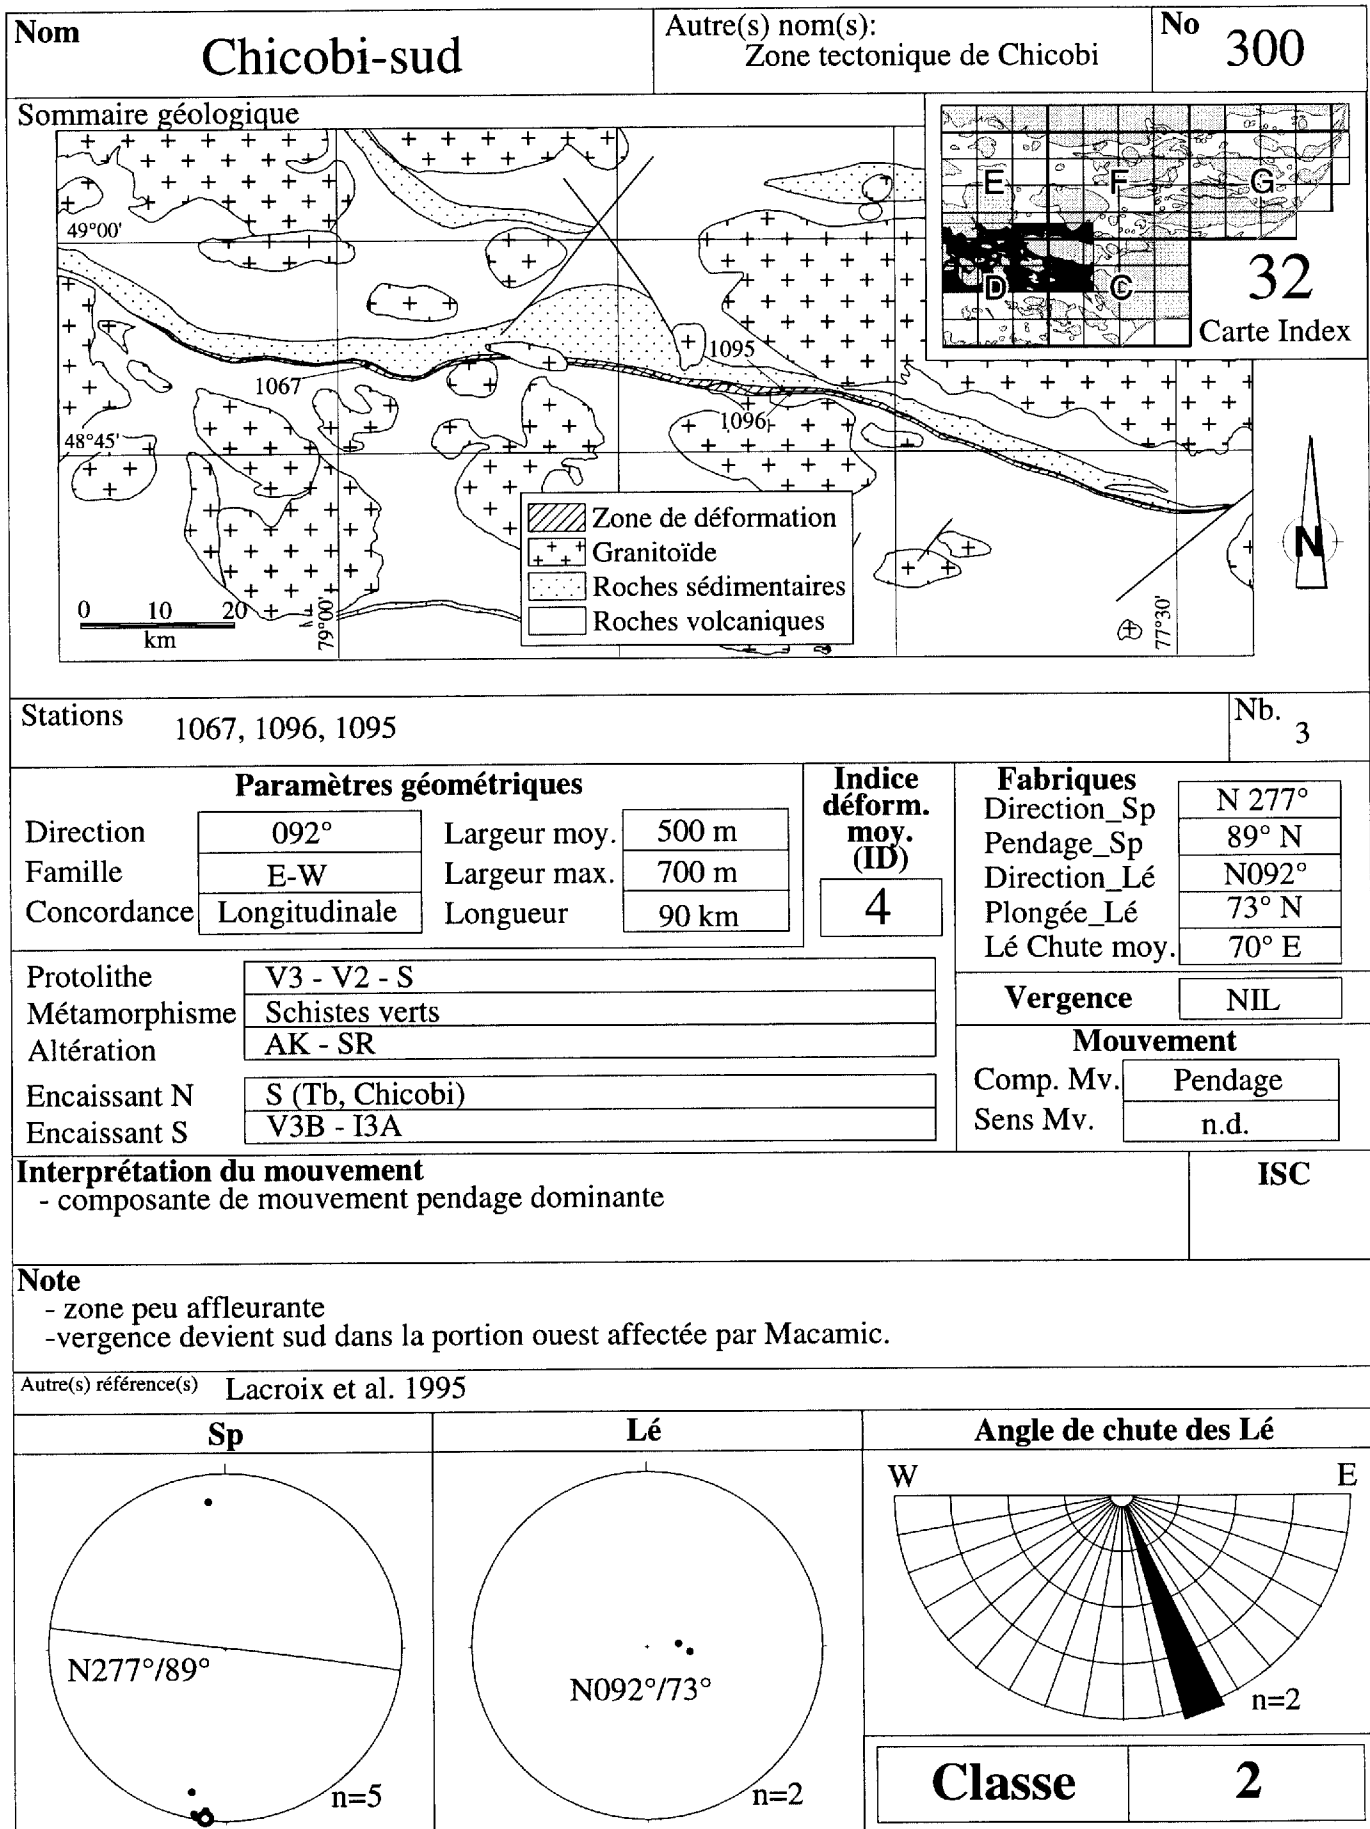 Nom
Chicobi-sud
Autre(s) nom(s):
Zone tectonique de Chicobi
No
300
Sommaire géologique
49°00'
48°45'
1067
1095
1096
E
F
G
D
C
32
Carte Index
Zone de déformation
Granitoïde
Roches sédimentaires
Roches volcaniques
0 10 20
km
79°00'
77°30'
N
Stations
1067, 1096, 1095
Nb.
3
Paramètres géométriques
Direction 092°
Famille E-W
Concordance Longitudinale
Largeur moy. 500 m
Largeur max. 700 m
Longueur 90 km
Indice
déform.
moy.
(ID)
4
Fabriques
Direction_Sp N 277°
Pendage_Sp 89° N
Direction_Lé N092°
Plongée_Lé 73° N
Lé Chute moy. 70° E
Protolithe V3 - V2 - S
Métamorphisme Schistes verts
Altération AK - SR
Encaissant N S (Tb, Chicobi)
Encaissant S V3B - I3A
Vergence NIL
Mouvement
Comp. Mv. Pendage
Sens Mv. n.d.
Interprétation du mouvement
- composante de mouvement pendage dominante
ISC
Note
- zone peu affleurante
-vergence devient sud dans la portion ouest affectée par Macamic.
Autre(s) référence(s) Lacroix et al. 1995
Sp
N277°/89°
n=5
Lé
N092°/73°
n=2
Angle de chute des Lé
W E
n=2
Classe 2